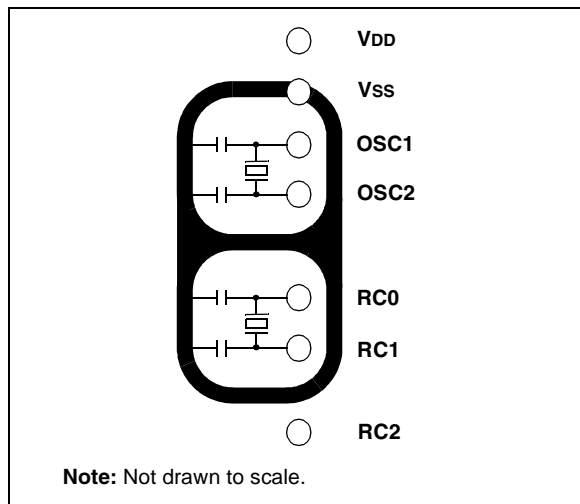 VDD
VSS
OSC1
OSC2
RC0
RC1
RC2
Note: Not drawn to scale.